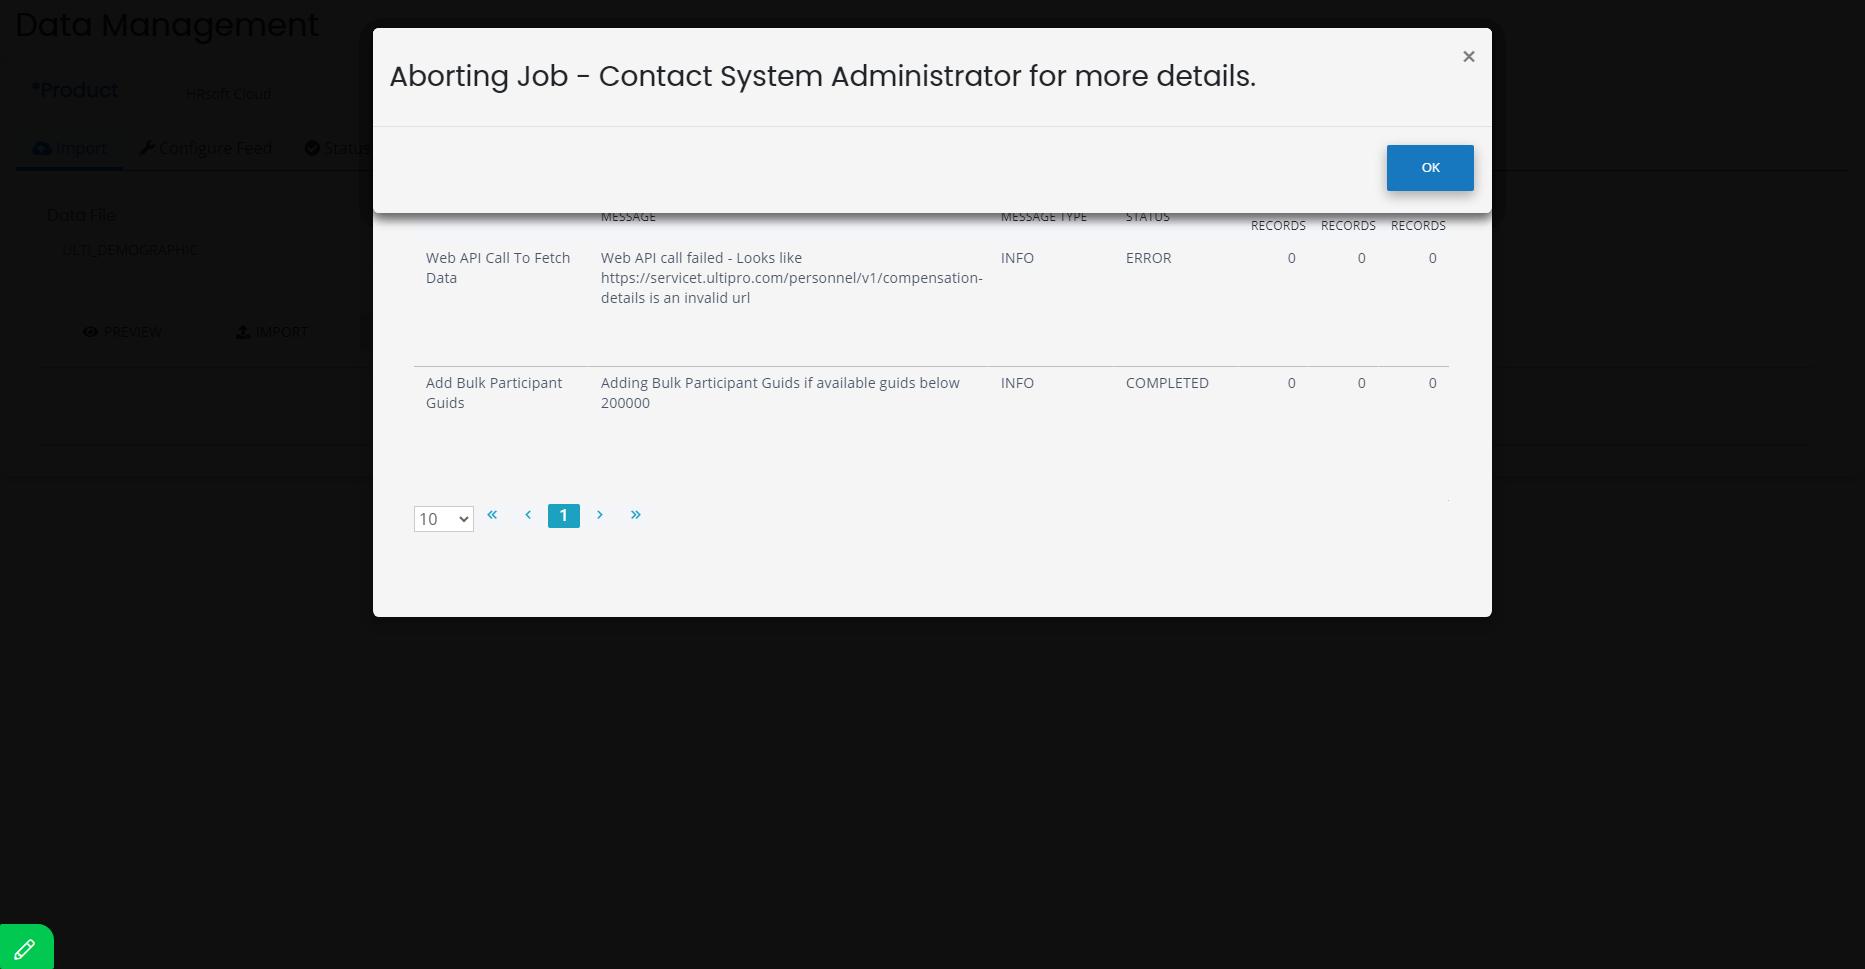 Data Management
Aborting Job - Contact System Administrator for more details.
×
*Product
HRsoft Cloud
Import
Configure Feed
Status
OK
Data File
MESSAGE
MESSAGE TYPE
STATUS
RECORDS
RECORDS
RECORDS
ULTI_DEMOGRAPHIC
Web API Call To Fetch
Data
Web API call failed - Looks like
https://servicet.ultipro.com/personnel/v1/compensation-
details is an invalid url
INFO
ERROR
0
0
0
PREVIEW
IMPORT
Add Bulk Participant
Guids
Adding Bulk Participant Guids if available guids below
200000
INFO
COMPLETED
0
0
0
10
«
‹
1
›
»